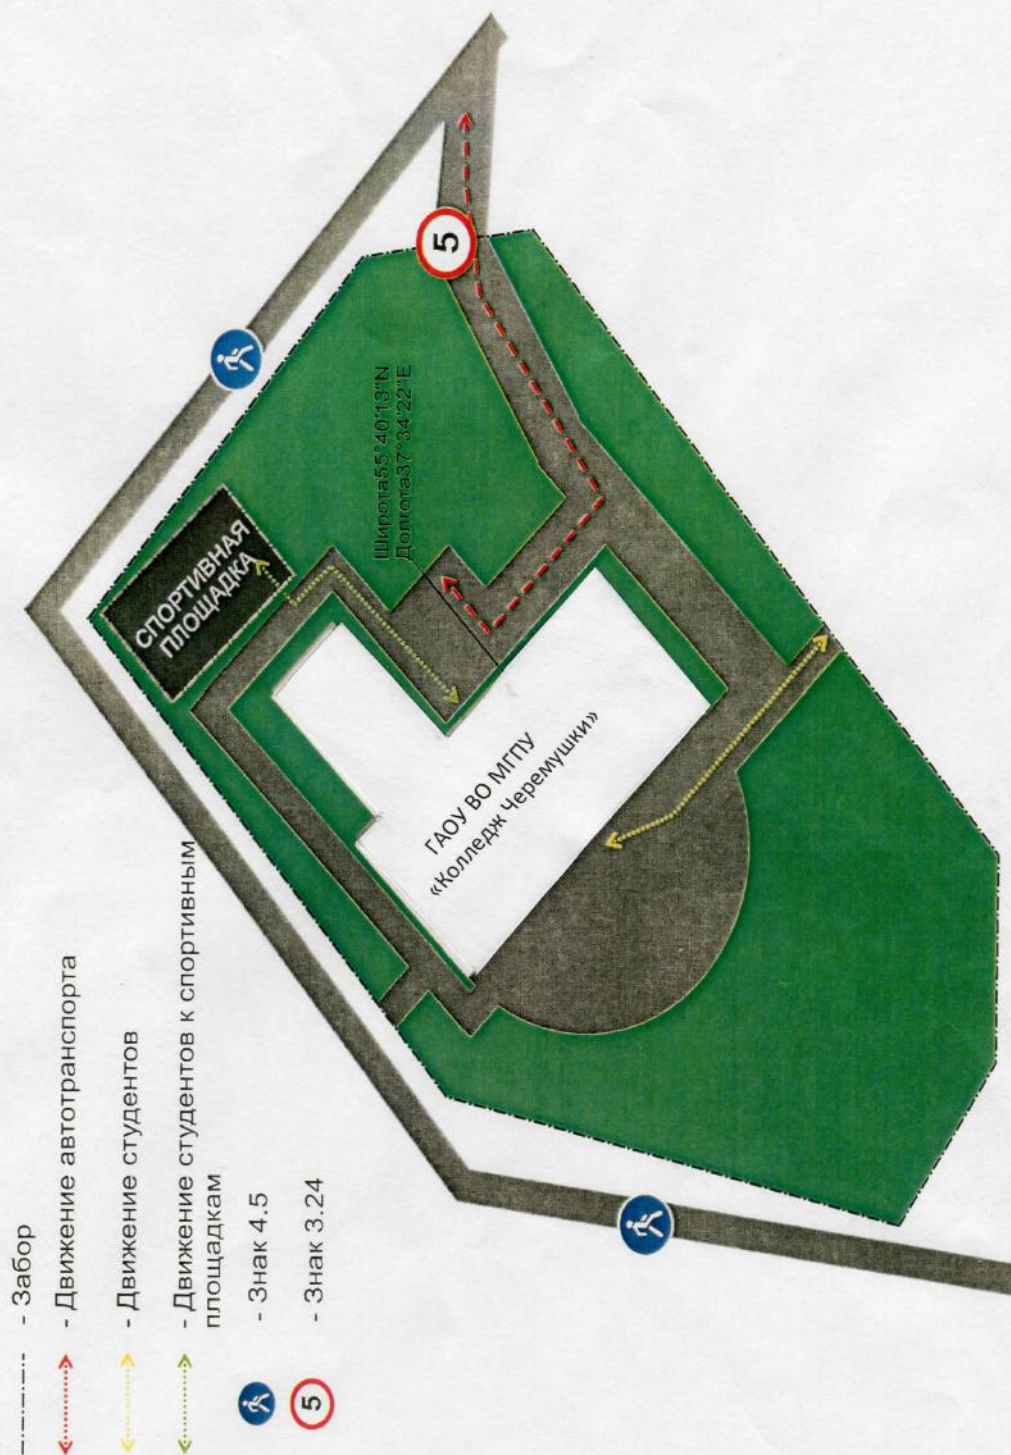 - Забор
- Движение автотранспорта
- Движение студентов
- Движение студентов к спортивным
площадкам
- Знак 4.5
5
- Знак 3.24
СПОРТИВНАЯ
ПЛОЩАДКА
Широта55°40'13"N
Долгота37°34'22"E
5
ГАОУ ВО МГПУ
«Колледж Черемушки»